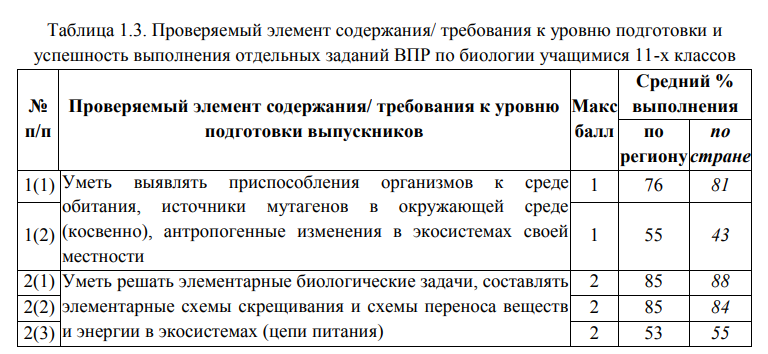 Таблица 1.3. Проверяемый элемент содержания/ требования к уровню подготовки и
успешность выполнения отдельных заданий ВПР по биологии учащимися 11-х классов
№ п/п
Проверяемый элемент содержания/ требования к уровню
подготовки выпускников
Макс
балл
Средний %
выполнения
по
региону
по
стране
1(1)
Уметь выявлять приспособления организмов к среде
обитания, источники мутагенов в окружающей среде
(косвенно), антропогенные изменения в экосистемах своей
местности
1
76
81
1(2)
1
55
43
2(1)
Уметь решать элементарные биологические задачи, составлять
элементарные схемы скрещивания и схемы переноса веществ
и энергии в экосистемах (цепи питания)
2
85
88
2(2)
2
85
84
2(3)
2
53
55